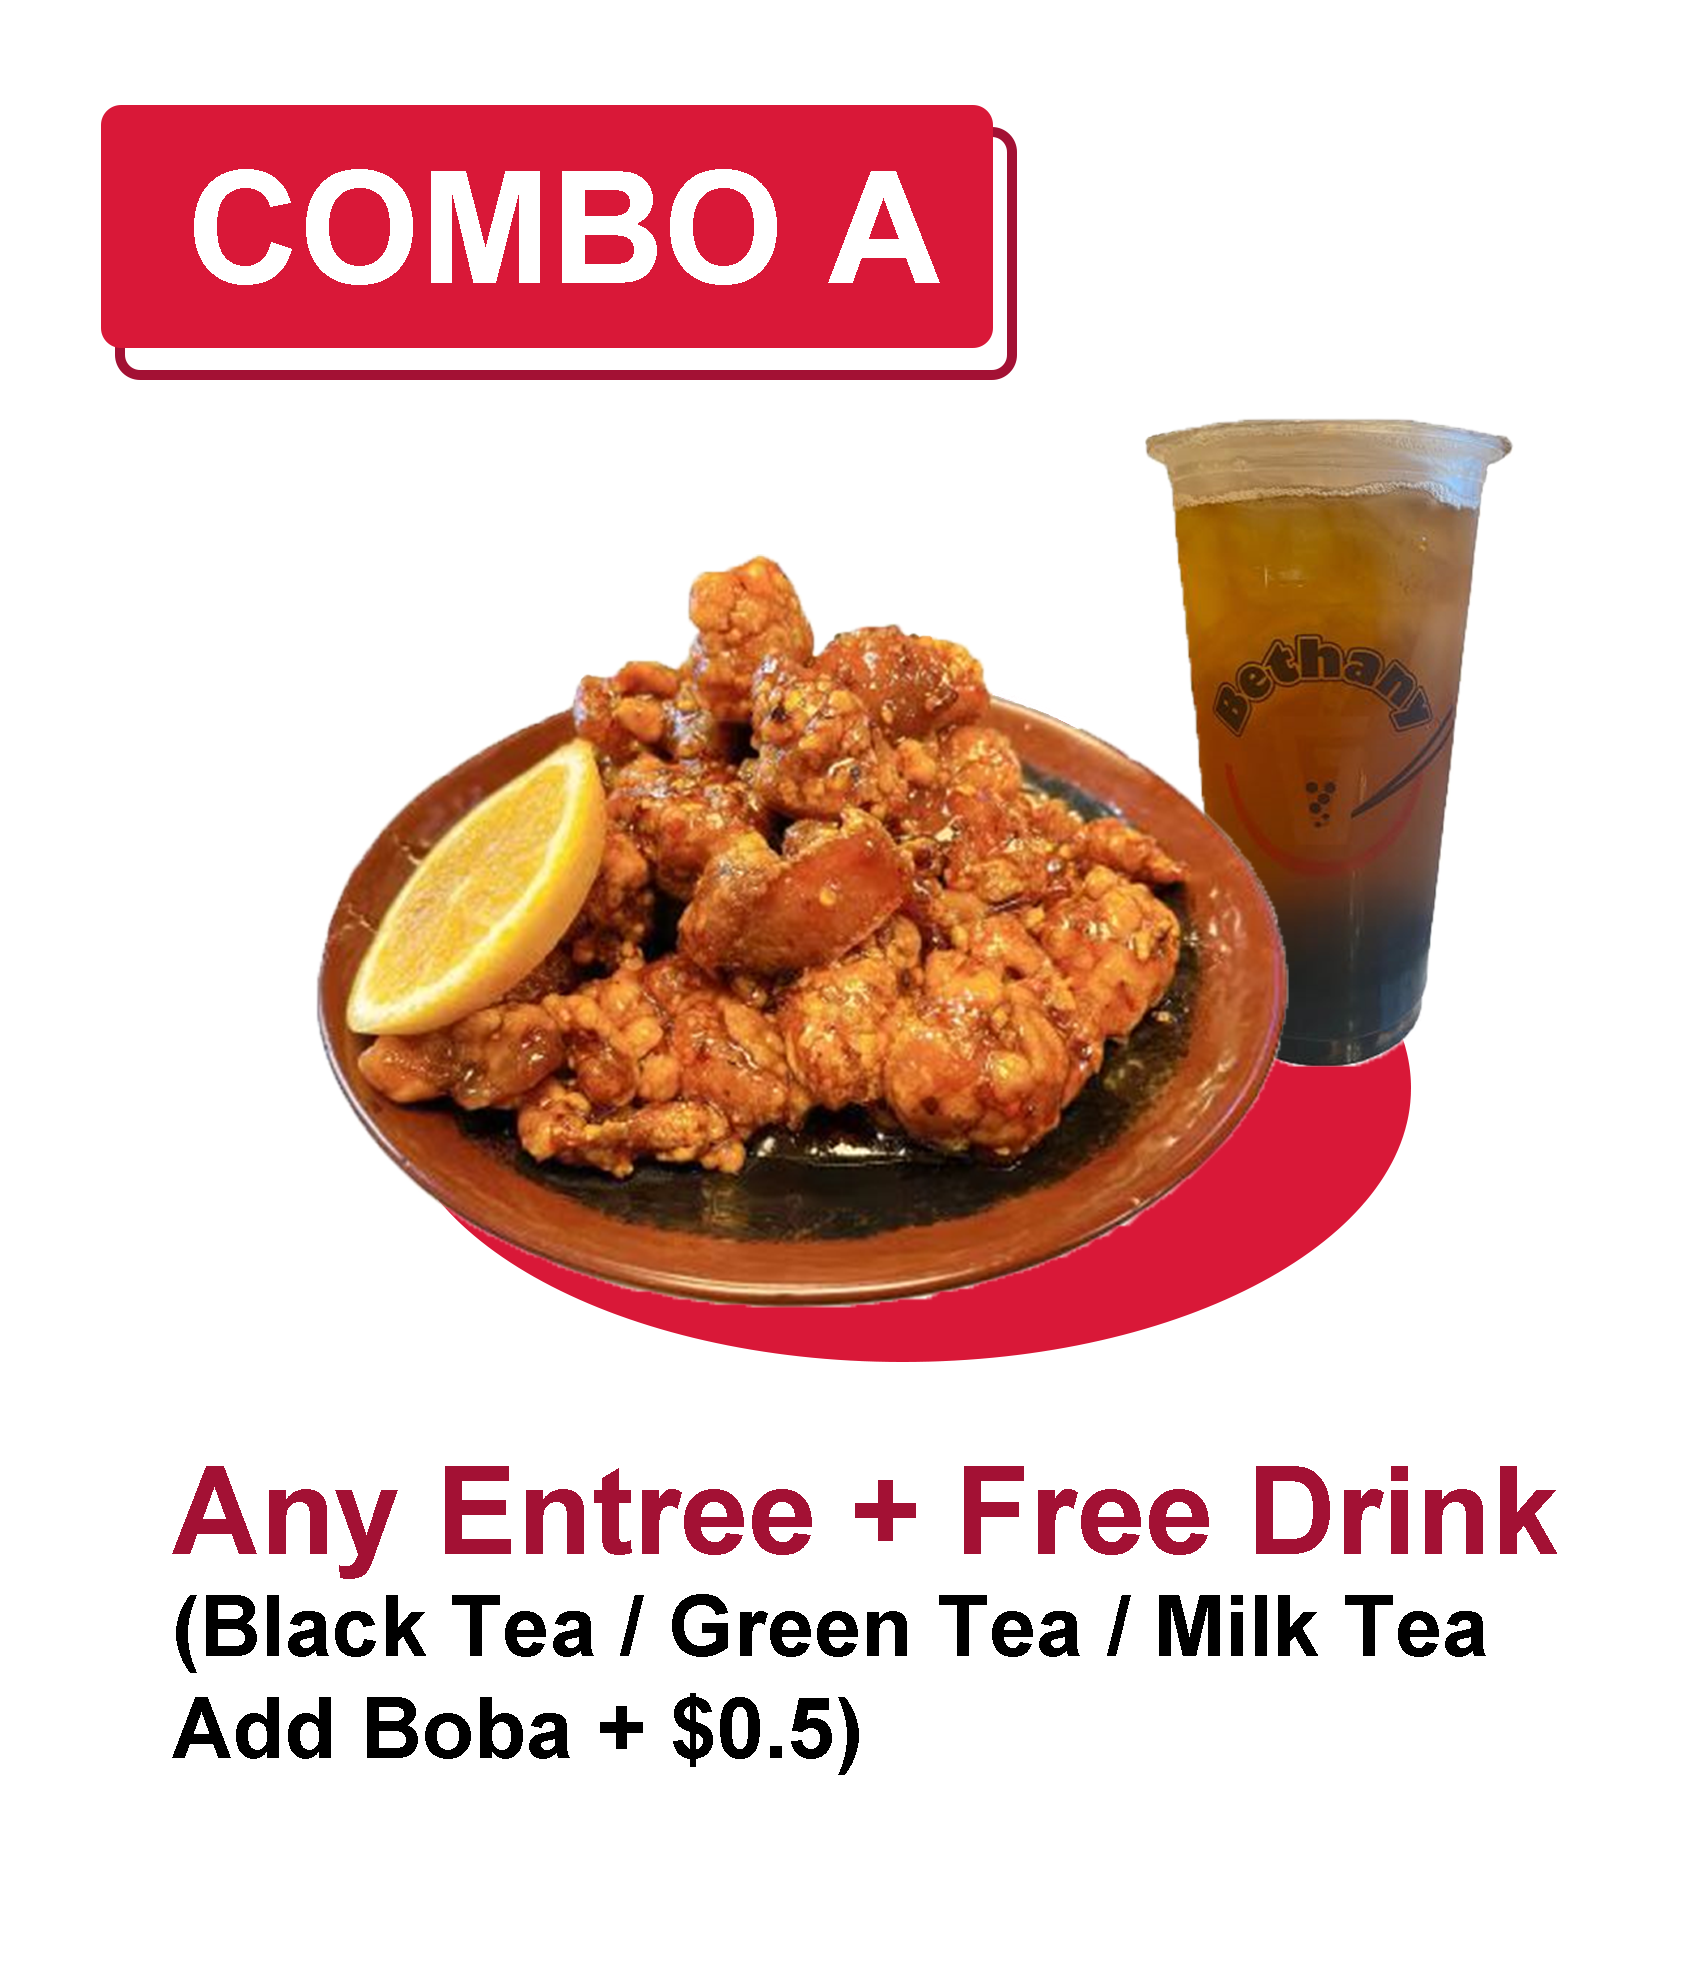 COMBO A
Bethany
Any Entree + Free Drink
(Black Tea / Green Tea / Milk Tea
Add Boba + $0.5)